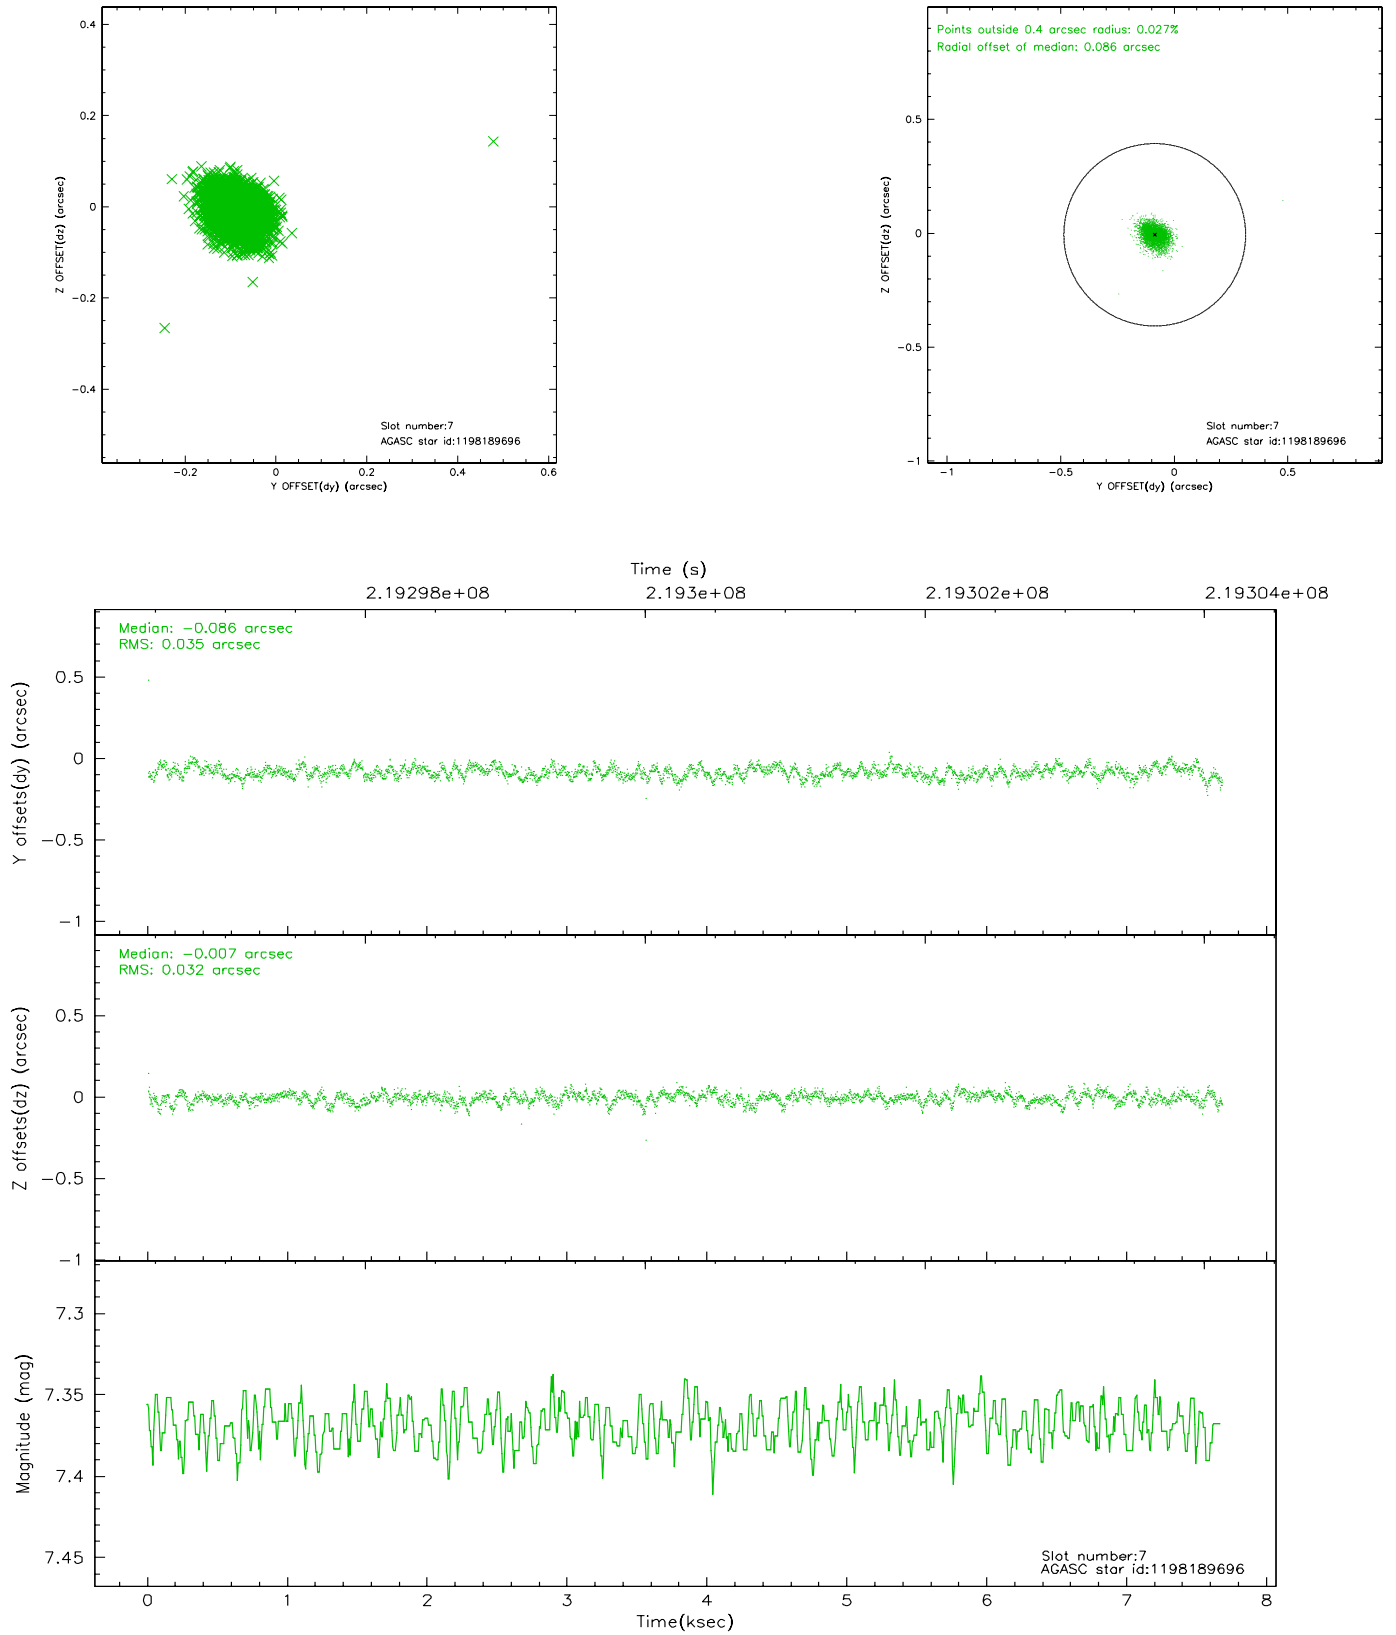 0.4
0.2
0
−0.2
−0.4
Z OFFSET(dz) (arcsec)
Slot number:7
AGASC star id:1198189696
−0.2 0 0.2 0.4 0.6
Y OFFSET(dy) (arcsec)
Points outside 0.4 arcsec radius: 0.027%
Radial offset of median: 0.086 arcsec
0.5
0
−0.5
−1
Z OFFSET(dz) (arcsec)
Slot number:7
AGASC star id:1198189696
−1 −0.5 0 0.5
Y OFFSET(dy) (arcsec)
Time (s)
2.19298e+08 2.193e+08 2.19302e+08 2.19304e+08
Median: −0.086 arcsec
RMS: 0.035 arcsec
0.5
0
−0.5
−1
Y offsets(dy) (arcsec)
Median: −0.007 arcsec
RMS: 0.032 arcsec
0.5
0
−0.5
−1
Z offsets(dz) (arcsec)
7.3
7.35
7.4
7.45
Magnitude (mag)
Slot number:7
AGASC star id:1198189696
0 1 2 3 4 5 6 7 8
Time(ksec)